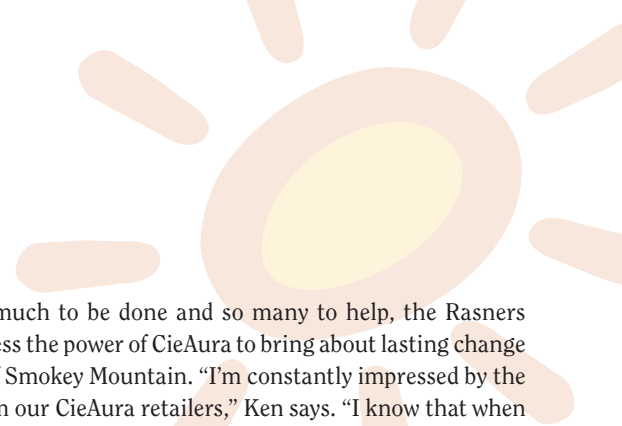 much to be done and so many to help, the Rasners
the power of CieAura to bring about lasting change
Smokey Mountain. “I’m constantly impressed by the
our CieAura retailers,” Ken says. “I know that when